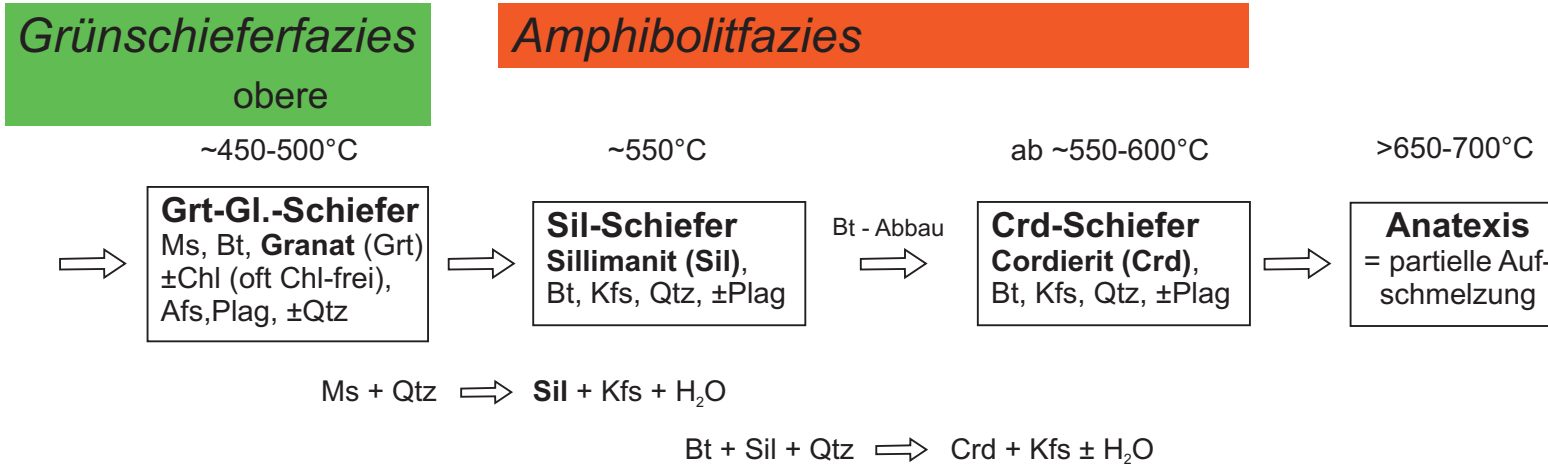 Grünschieferfazies
obere
Amphibolitfazies
~450-500°C
~550°C
ab ~550-600°C
>650-700°C
Grt-Gl.-Schiefer
Ms, Bt, Granat (Grt)
±Chl (oft Chl-frei),
Afs,Plag, ±Qtz
Sil-Schiefer
Sillimanit (Sil),
Bt, Kfs, Qtz, ±Plag
Bt - Abbau
Crd-Schiefer
Cordierit (Crd),
Bt, Kfs, Qtz, ±Plag
Anatexis
= partielle Auf-
schmelzung
Ms + Qtz ⇨ Sil + Kfs + H₂O
Bt + Sil + Qtz ⇨ Crd + Kfs ± H₂O